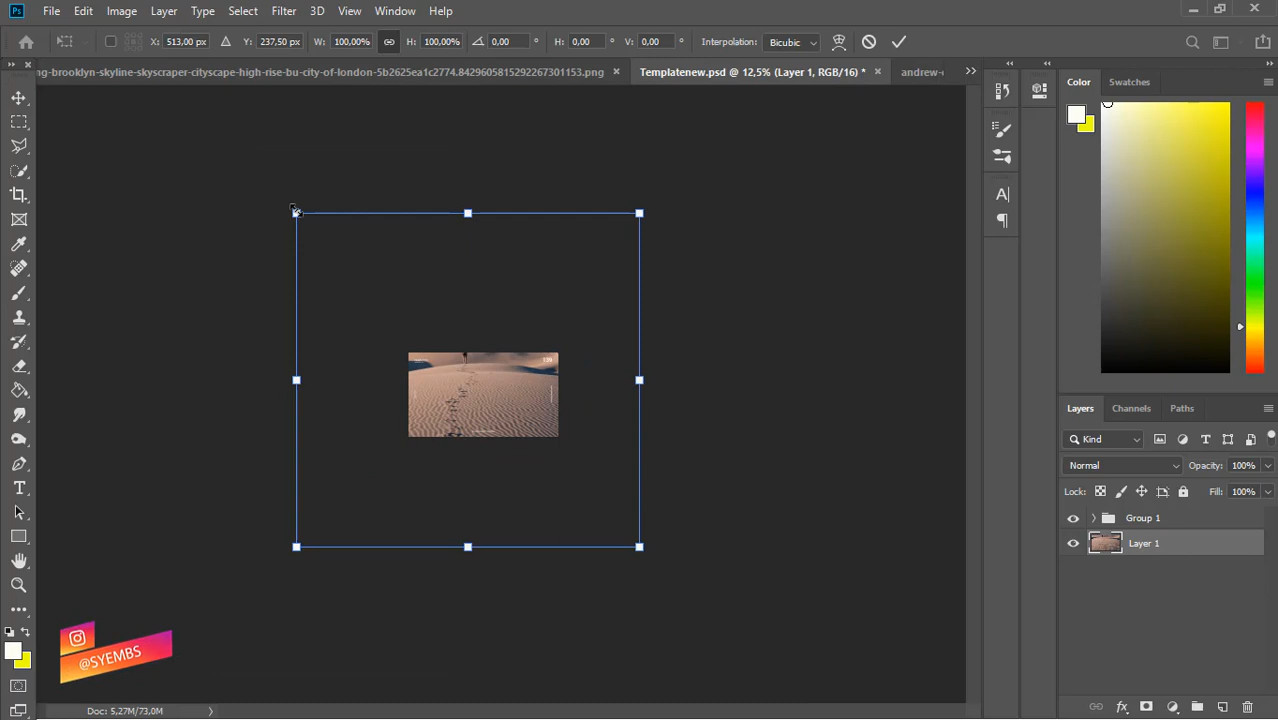 Ps File Edit Image Layer Type Select Filter 3D View Window Help
X: 513,00 px Y: 237,50 px W: 100,00% H: 100,00% 0,00 ° H: 0,00 ° V: 0,00 ° Interpolation: Bicubic
ng-brooklyn-skyline-skyscraper-cityscape-high-rise-bu-city-of-london-5b2625ea1c2774.8429605815292267301153.png × Templatenew.psd @ 12,5% (Layer 1, RGB/16) * × andrew-
Color Swatches
Layers Channels Paths
Kind
Normal Opacity: 100%
Lock: Fill: 100%
Group 1
Layer 1
@SYEMBS
Doc: 5,27M/73,0M